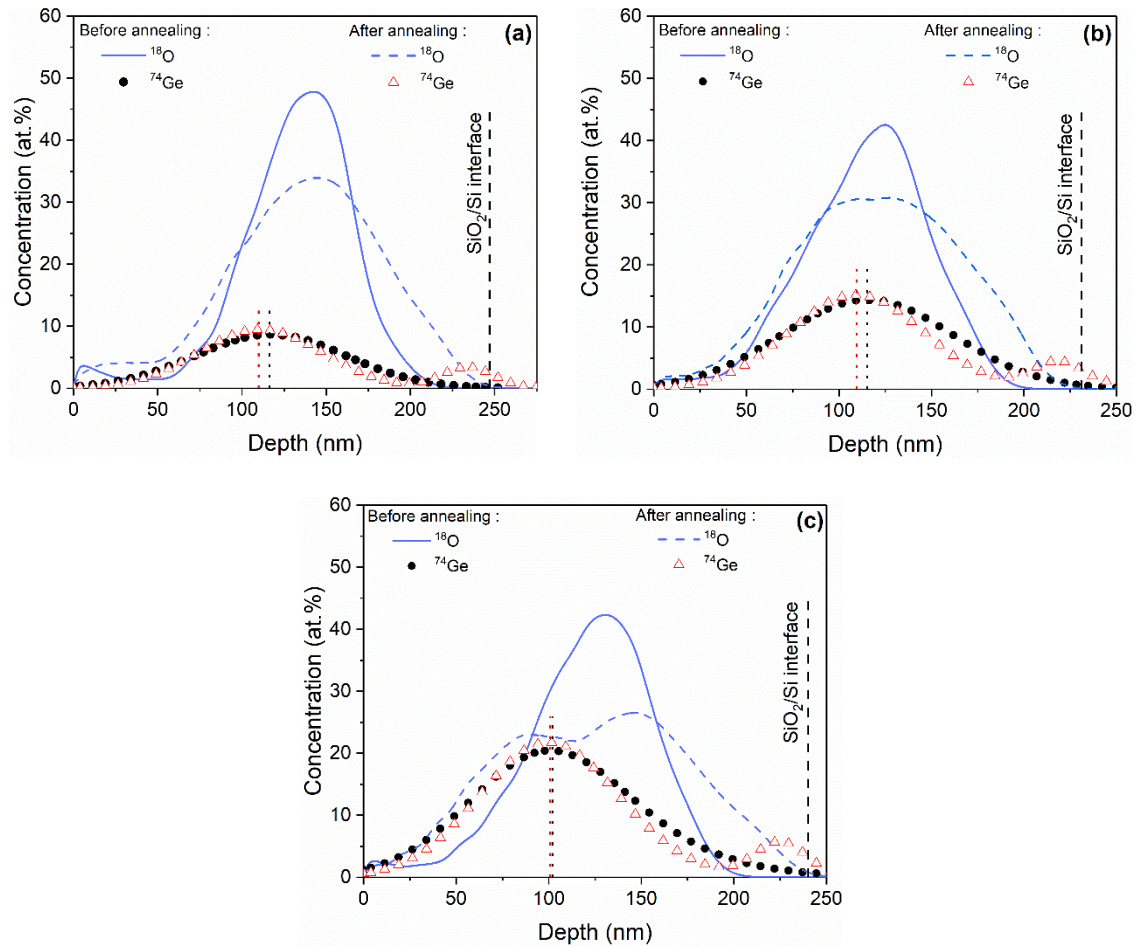 (a)
Before annealing :
After annealing :
¹⁸O
¹⁸O
⁷⁴Ge
⁷⁴Ge
SiO₂/Si interface
Concentration (at.%)
60
50
40
30
20
10
0
0 50 100 150 200 250
Depth (nm)
(b)
Before annealing :
After annealing :
¹⁸O
¹⁸O
⁷⁴Ge
⁷⁴Ge
SiO₂/Si interface
Concentration (at.%)
60
50
40
30
20
10
0
0 50 100 150 200 250
Depth (nm)
(c)
Before annealing :
After annealing :
¹⁸O
¹⁸O
⁷⁴Ge
⁷⁴Ge
SiO₂/Si interface
Concentration (at.%)
60
50
40
30
20
10
0
0 50 100 150 200 250
Depth (nm)